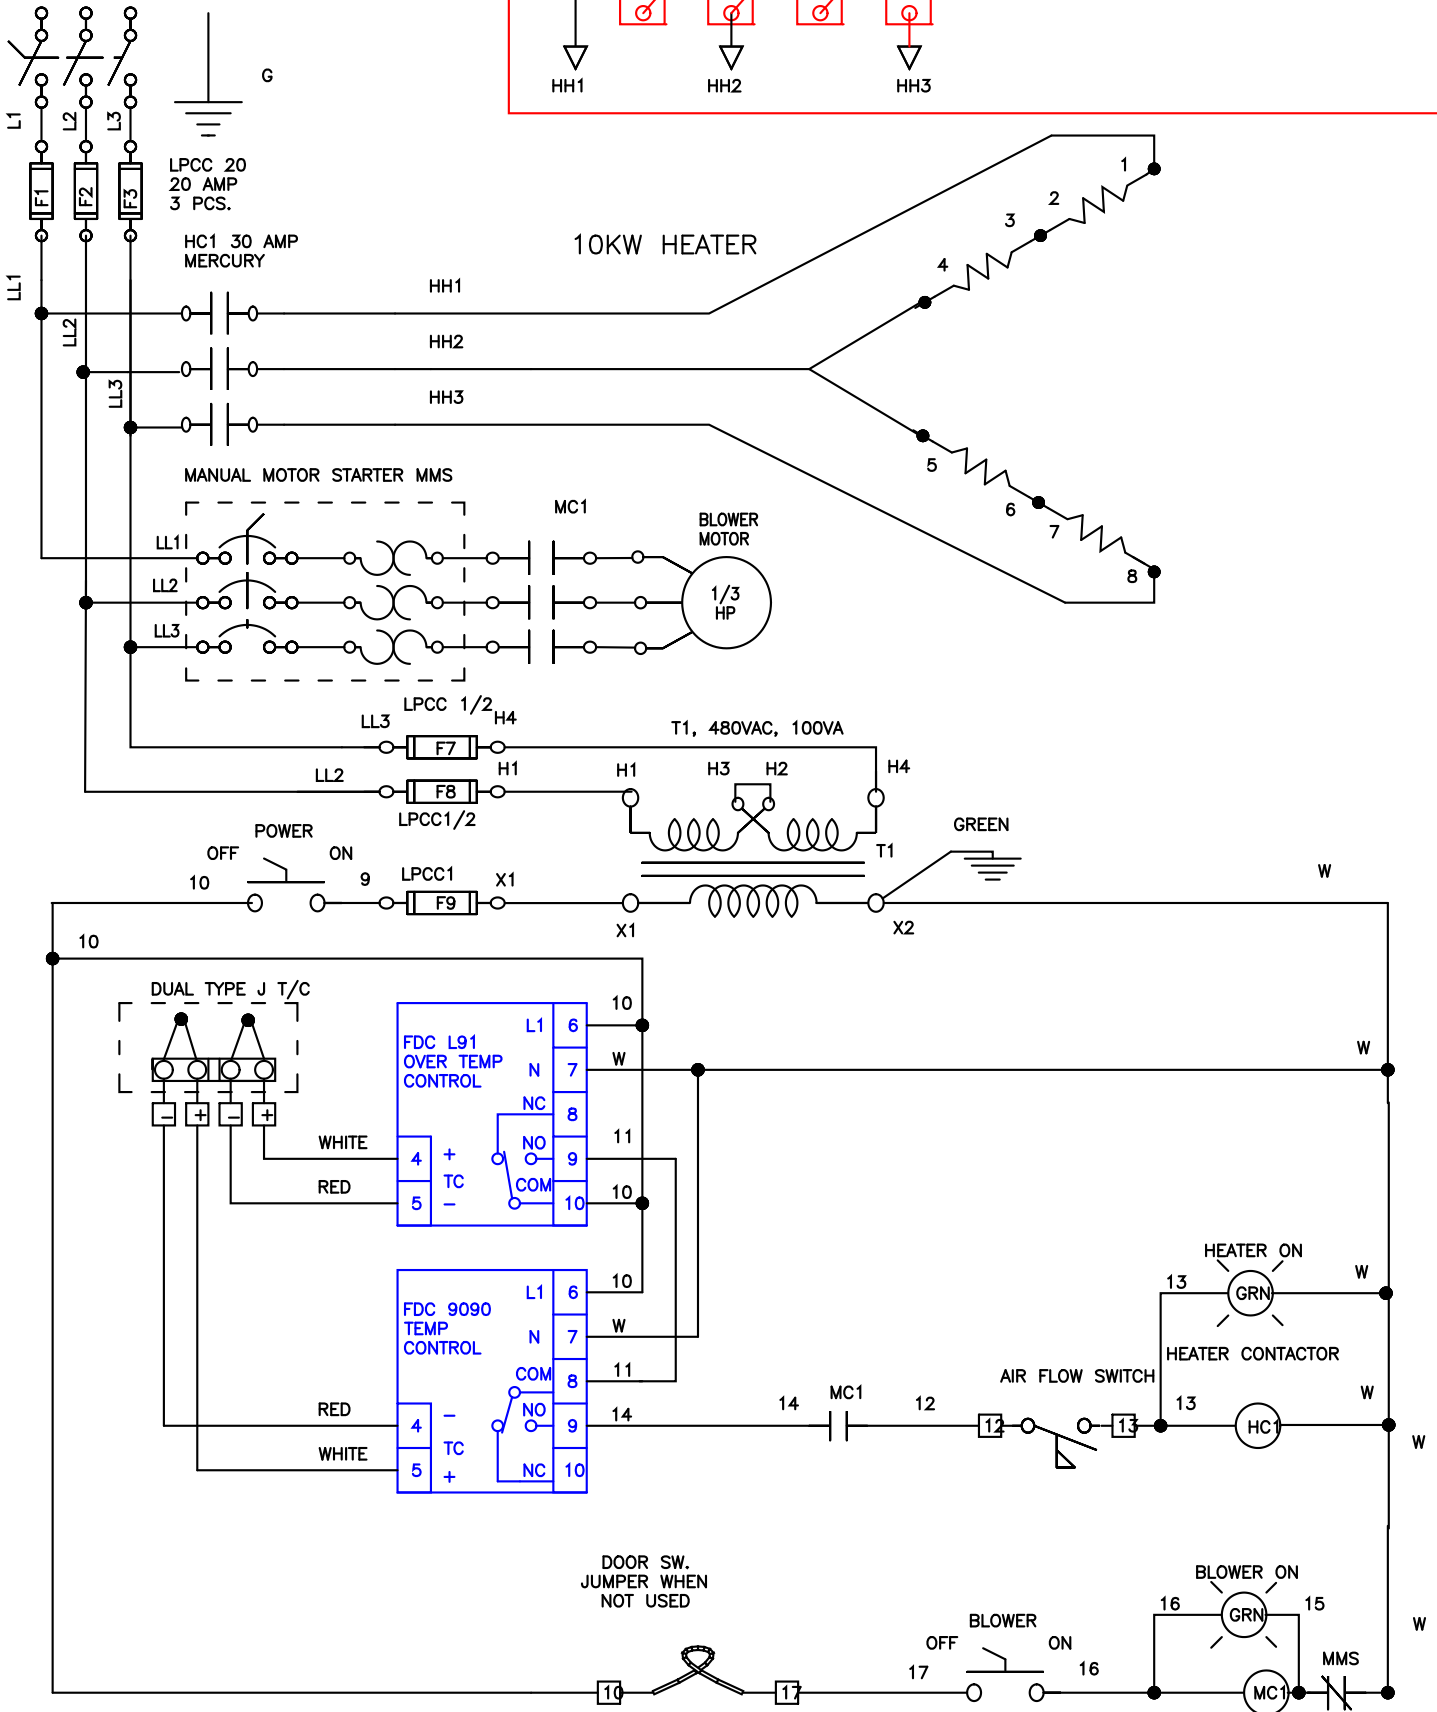 HH1 HH2 HH3
G
L1 L2 L3
F1 F2 F3
LPCC 20
20 AMP
3 PCS.
HC1 30 AMP
MERCURY
10KW HEATER
1
2
3
4
LL1
LL2
LL3
HH1
HH2
HH3
5
6
7
8
MANUAL MOTOR STARTER MMS
MC1
BLOWER
MOTOR
1/3
HP
LL1
LL2
LL3
LPCC 1/2
LL3 F7 H4
T1, 480VAC, 100VA
LL2 F8 H1
LPCC1/2
H1 H3 H2 H4
T1
GREEN
POWER
OFF ON
10 9
LPCC1
F9 X1
X1 X2
W
10
DUAL TYPE J T/C
− + − +
WHITE
RED
FDC L91
OVER TEMP
CONTROL
L1 6 10
N 7 W
NC 8
NO 9 11
COM 10 10
4 +
TC
5 −
W
FDC 9090
TEMP
CONTROL
L1 6 10
N 7 W
COM 8 11
NO 9 14
NC 10
RED
4 −
TC
WHITE
5 +
14 MC1 12
AIR FLOW SWITCH
12 13
HEATER ON
13 GRN W
HEATER CONTACTOR
13 HC1 W
W
DOOR SW.
JUMPER WHEN
NOT USED
10 17
BLOWER
OFF ON
17 16
BLOWER ON
16 GRN 15
MC1 MMS
W